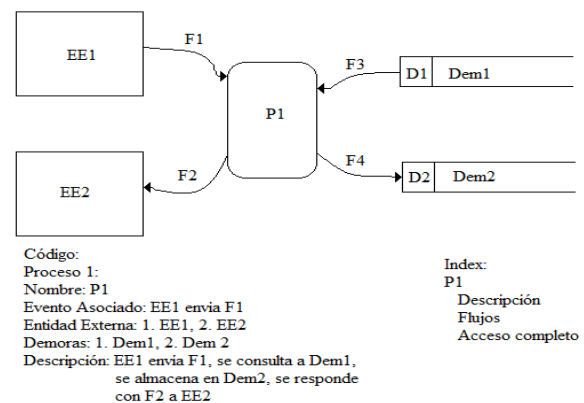 EE1
F1
F3
D1 Dem1
P1
EE2
F2
F4
D2 Dem2
Código:
Proceso 1:
Nombre: P1
Evento Asociado: EE1 envia F1
Entidad Externa: 1. EE1, 2. EE2
Demoras: 1. Dem1, 2. Dem 2
Descripción: EE1 envia F1, se consulta a Dem1,
se almacena en Dem2, se responde
con F2 a EE2
Index:
P1
Descripción
Flujos
Acceso completo